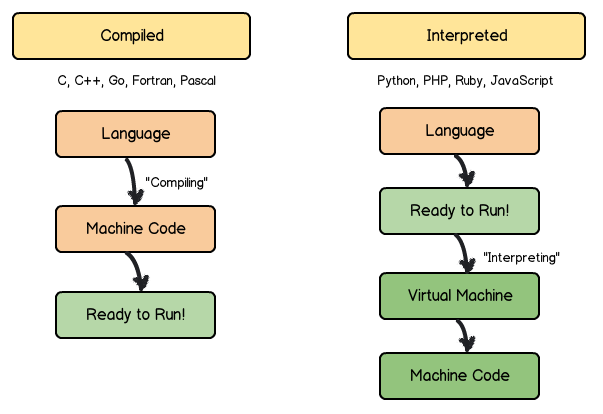 Compiled
C, C++, Go, Fortran, Pascal
Language
"Compiling"
Machine Code
Ready to Run!
Interpreted
Python, PHP, Ruby, JavaScript
Language
Ready to Run!
"Interpreting"
Virtual Machine
Machine Code